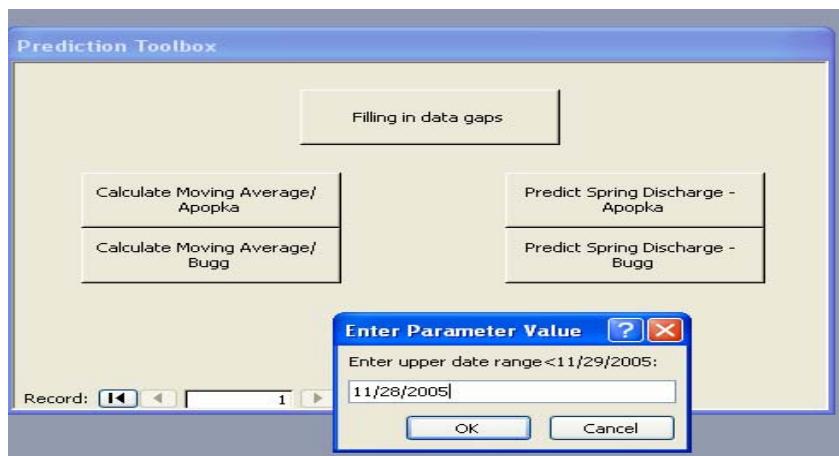 Prediction Toolbox
Filling in data gaps
Calculate Moving Average/
Apopka
Predict Spring Discharge -
Apopka
Calculate Moving Average/
Bugg
Predict Spring Discharge -
Bugg
Enter Parameter Value
Enter upper date range<11/29/2005:
11/28/2005
OK
Cancel
Record:
1